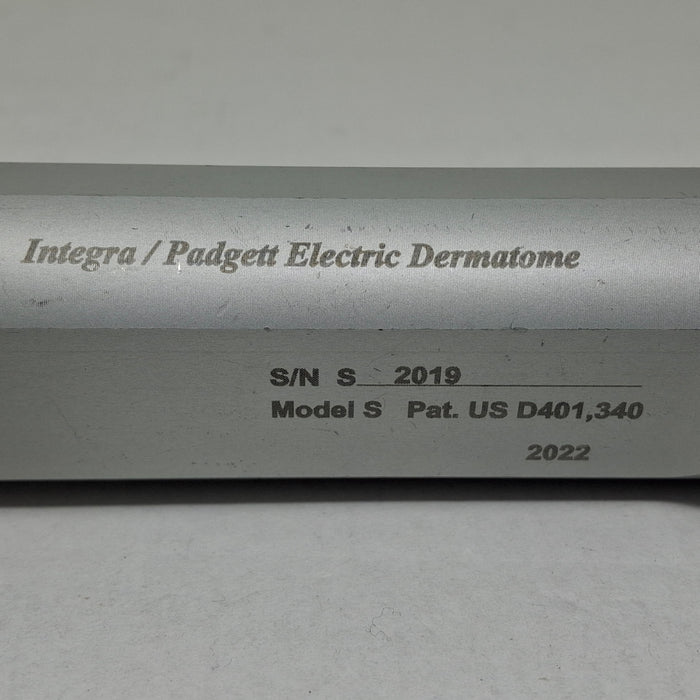 Integra / Padgett Electric Dermatome
S/N S 2019
Model S Pat. US D401,340
2022